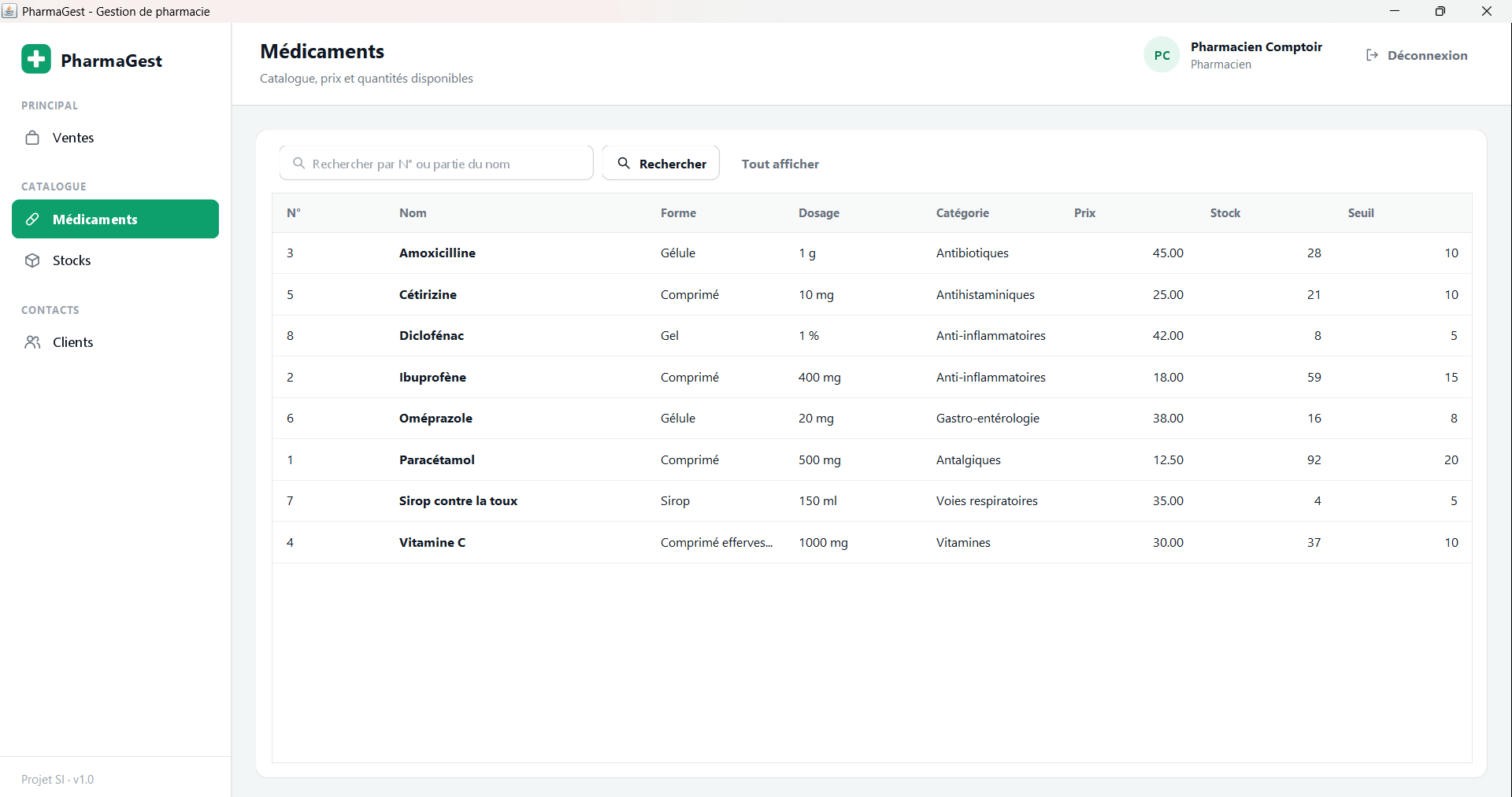 PharmaGest - Gestion de pharmacie
PharmaGest
PRINCIPAL
Ventes
CATALOGUE
Médicaments
Stocks
CONTACTS
Clients
Projet SI - v1.0
Médicaments
Catalogue, prix et quantités disponibles
PC
Pharmacien Comptoir
Pharmacien
Déconnexion
Rechercher par N° ou partie du nom
Rechercher
Tout afficher
N° Nom Forme Dosage Catégorie Prix Stock Seuil
3 Amoxicilline Gélule 1 g Antibiotiques 45.00 28 10
5 Cétirizine Comprimé 10 mg Antihistaminiques 25.00 21 10
8 Diclofénac Gel 1 % Anti-inflammatoires 42.00 8 5
2 Ibuprofène Comprimé 400 mg Anti-inflammatoires 18.00 59 15
6 Oméprazole Gélule 20 mg Gastro-entérologie 38.00 16 8
1 Paracétamol Comprimé 500 mg Antalgiques 12.50 92 20
7 Sirop contre la toux Sirop 150 ml Voies respiratoires 35.00 4 5
4 Vitamine C Comprimé efferves... 1000 mg Vitamines 30.00 37 10